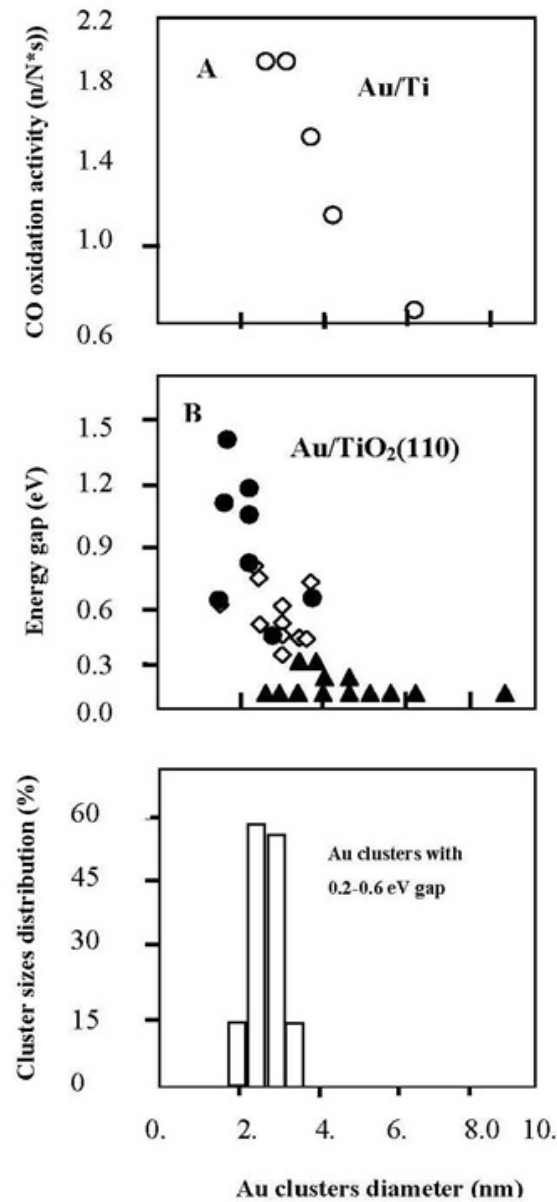 CO oxidation activity (n/N*s))
2.2
1.8
1.4
1.0
0.6
A
Au/Ti
Energy gap (eV)
1.5
1.2
0.9
0.6
0.3
0.0
B
Au/TiO₂(110)
Cluster sizes distribution (%)
60
45
30
15
0
Au clusters with
0.2-0.6 eV gap
0. 2. 4. 6. 8. 10.
Au clusters diameter (nm)